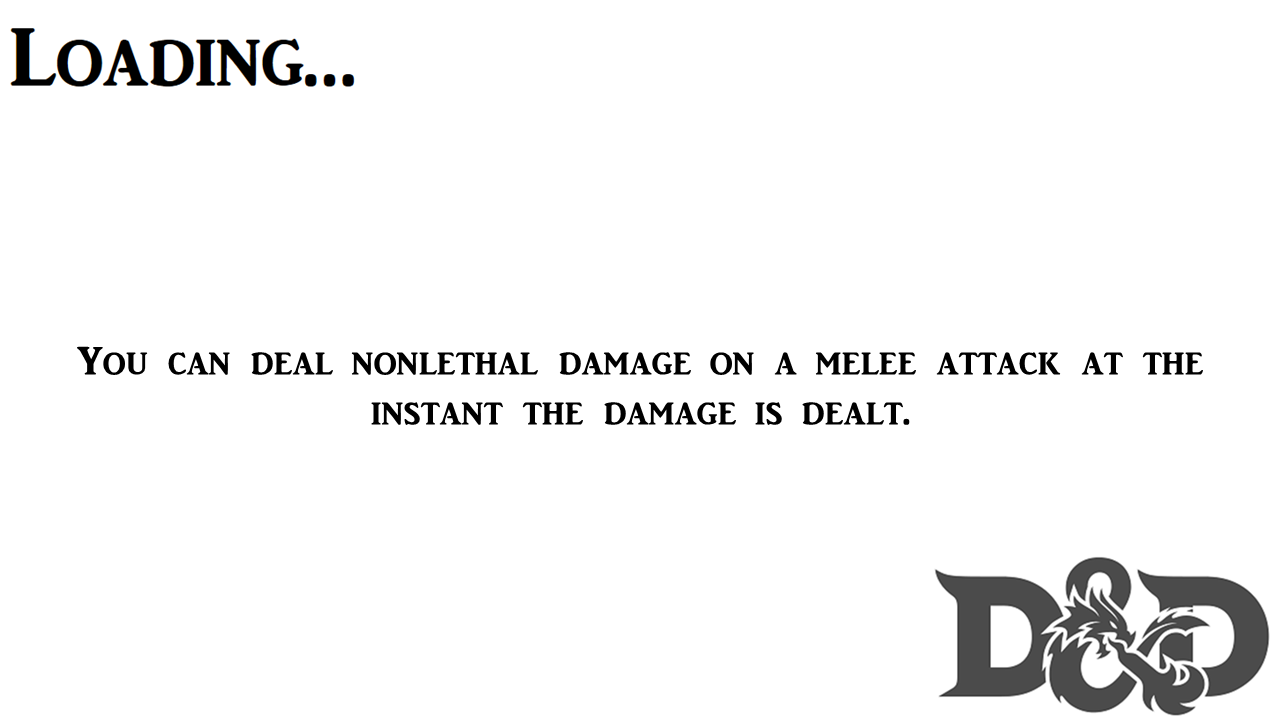 Loading...
You can deal nonlethal damage on a melee attack at the
instant the damage is dealt.
D&D